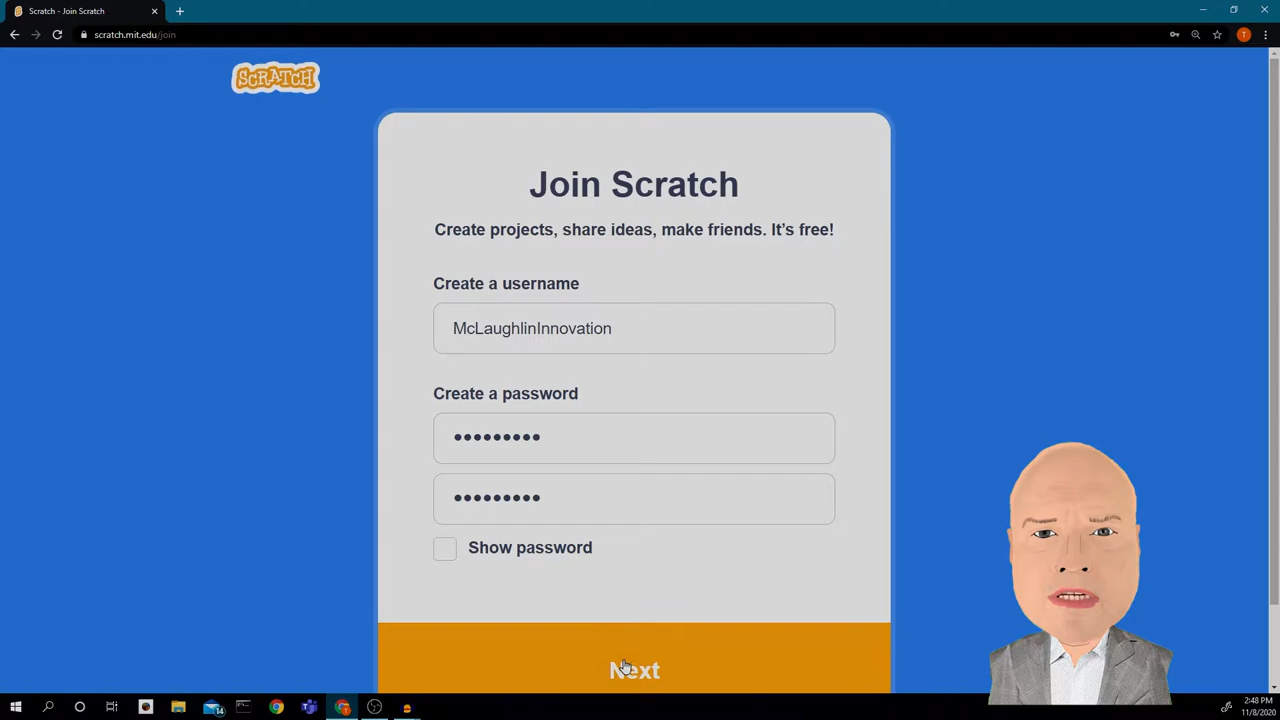 Scratch - Join Scratch
scratch.mit.edu/join
T
SCRATCH
Join Scratch
Create projects, share ideas, make friends. It's free!
Create a username
McLaughlinInnovation
Create a password
•••••••••
•••••••••
Show password
Next
14
2:48 PM
11/8/2020